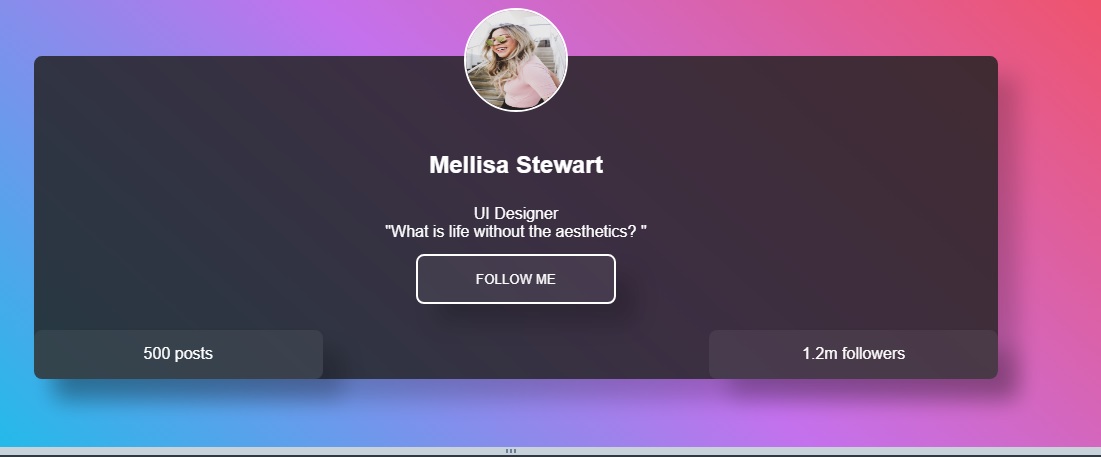 Mellisa Stewart
UI Designer
"What is life without the aesthetics? "
FOLLOW ME
500 posts
1.2m followers